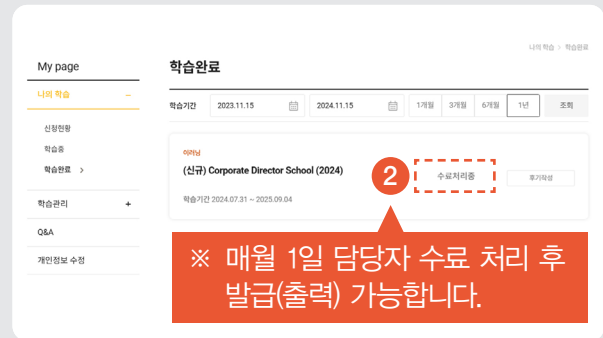 나의 학습 > 학습완료
My page
나의 학습 −
신청현황
학습중
학습완료 >
학습관리 +
Q&A
개인정보 수정
학습완료
학습기간 2023.11.15 2024.11.15 1개월 3개월 6개월 1년 조회
이러닝
(신규) Corporate Director School (2024)
학습기간 2024.07.31 ~ 2025.09.04
2 수료처리중 후기작성
※ 매월 1일 담당자 수료 처리 후
발급(출력) 가능합니다.